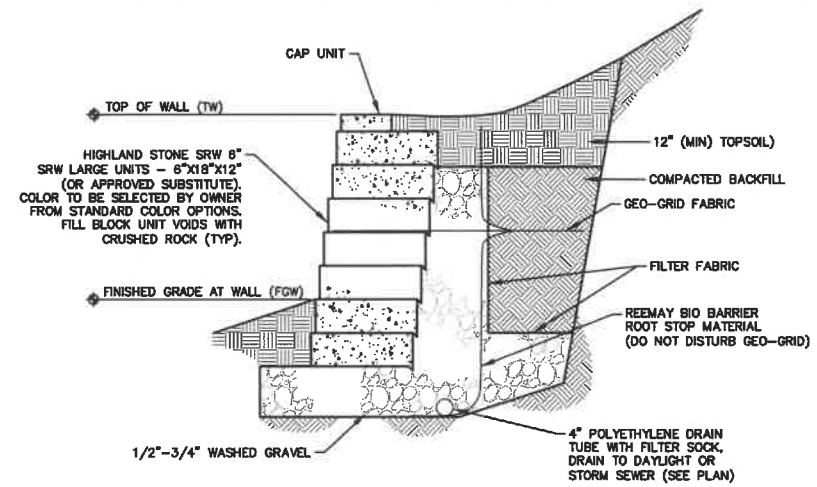 CAP UNIT
TOP OF WALL (TW)
HIGHLAND STONE SRW 6"
SRW LARGE UNITS - 6"X18"X12"
(OR APPROVED SUBSTITUTE).
COLOR TO BE SELECTED BY OWNER
FROM STANDARD COLOR OPTIONS.
FILL BLOCK UNIT VOIDS WITH
CRUSHED ROCK (TYP).
FINISHED GRADE AT WALL (FGW)
1/2"-3/4" WASHED GRAVEL
12" (MIN) TOPSOIL)
COMPACTED BACKFILL
GEO-GRID FABRIC
FILTER FABRIC
REEMAY BIO BARRIER
ROOT STOP MATERIAL
(DO NOT DISTURB GEO-GRID)
4" POLYETHYLENE DRAIN
TUBE WITH FILTER SOCK,
DRAIN TO DAYLIGHT OR
STORM SEWER (SEE PLAN)